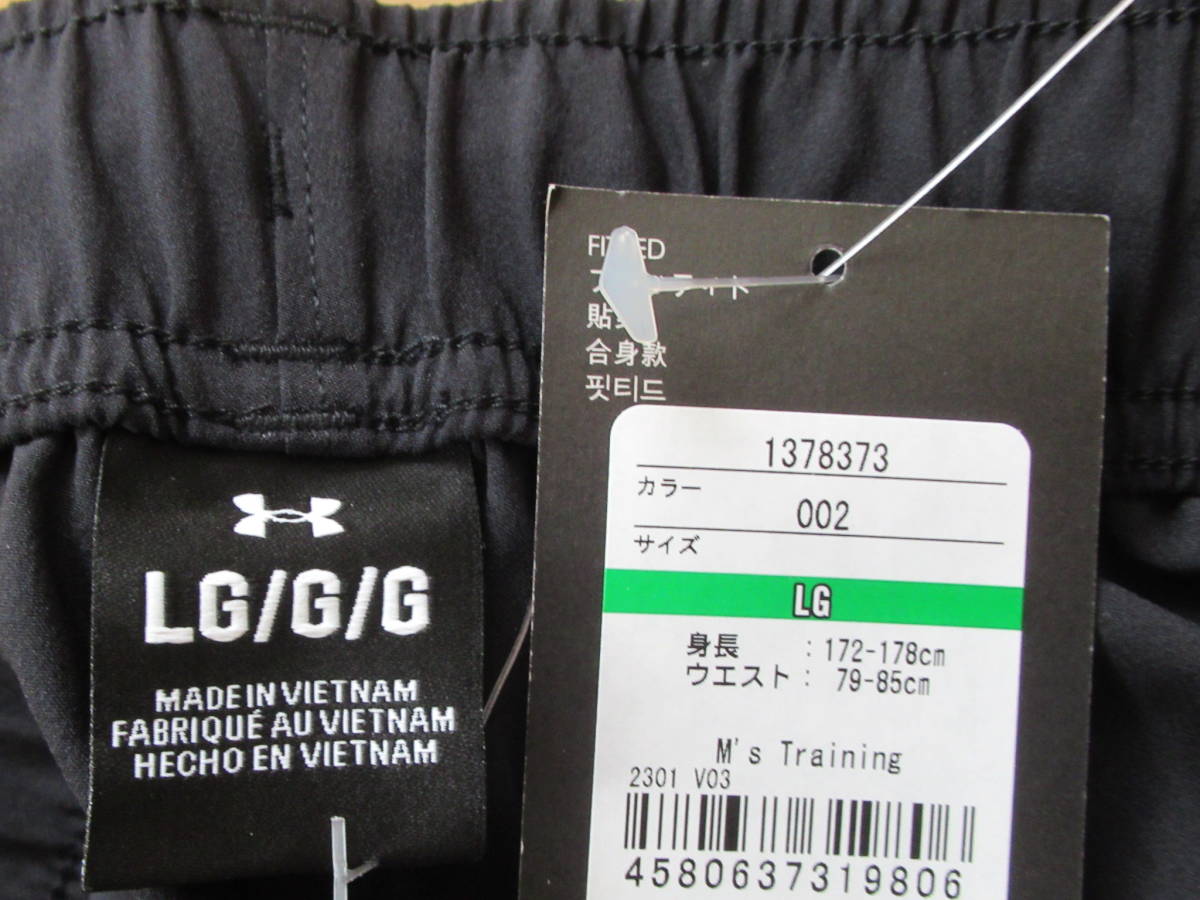 LG/G/G
MADE IN VIETNAM
FABRIQUÉ AU VIETNAM
HECHO EN VIETNAM
合身款
핏티드
1378373
カラー
002
サイズ
LG
身長 : 172-178cm
ウエスト : 79-85cm
M's Training
2301 V03
4580637319806